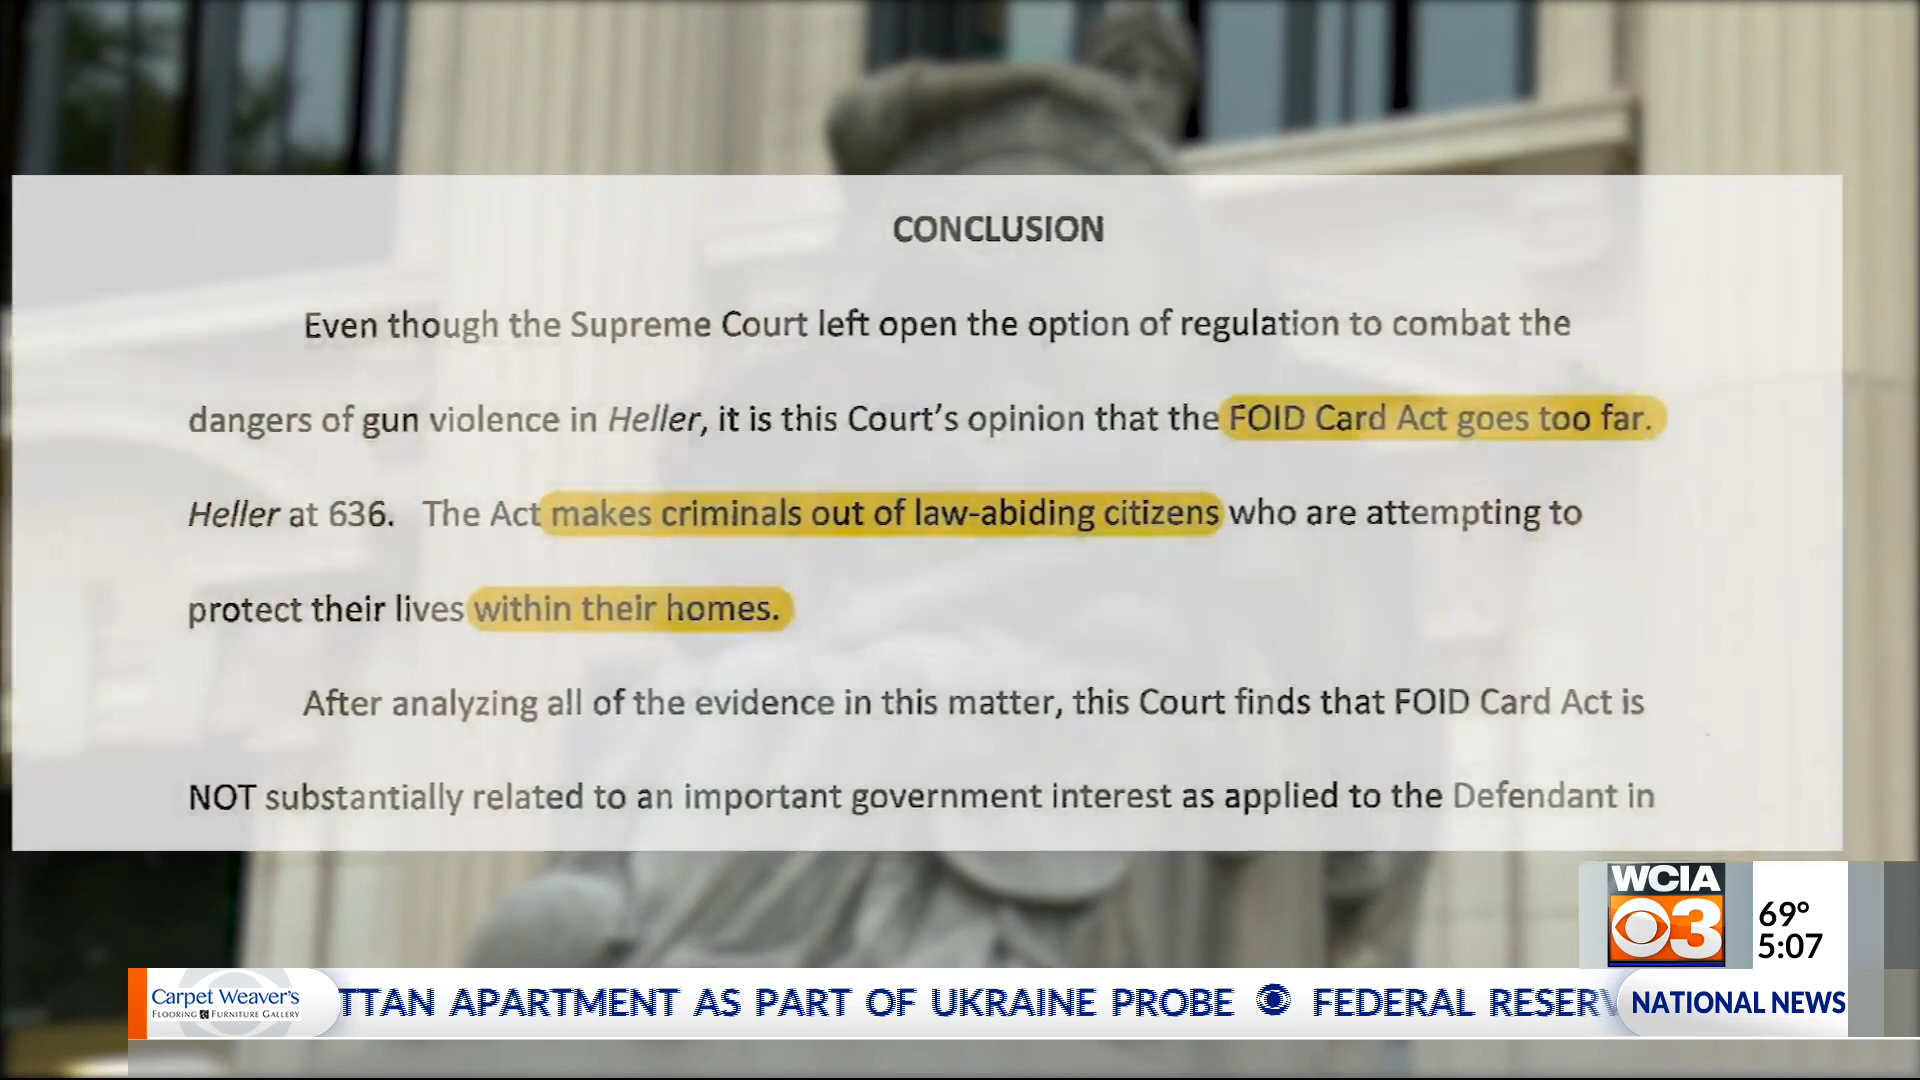 CONCLUSION
Even though the Supreme Court left open the option of regulation to combat the
dangers of gun violence in Heller, it is this Court's opinion that the FOID Card Act goes too far.
Heller at 636. The Act makes criminals out of law-abiding citizens who are attempting to
protect their lives within their homes.
After analyzing all of the evidence in this matter, this Court finds that FOID Card Act is
NOT substantially related to an important government interest as applied to the Defendant in
WCIA
3
69°
5:07
Carpet Weaver's
FLOORING & FURNITURE GALLERY
TTAN APARTMENT AS PART OF UKRAINE PROBE FEDERAL RESERV
NATIONAL NEWS